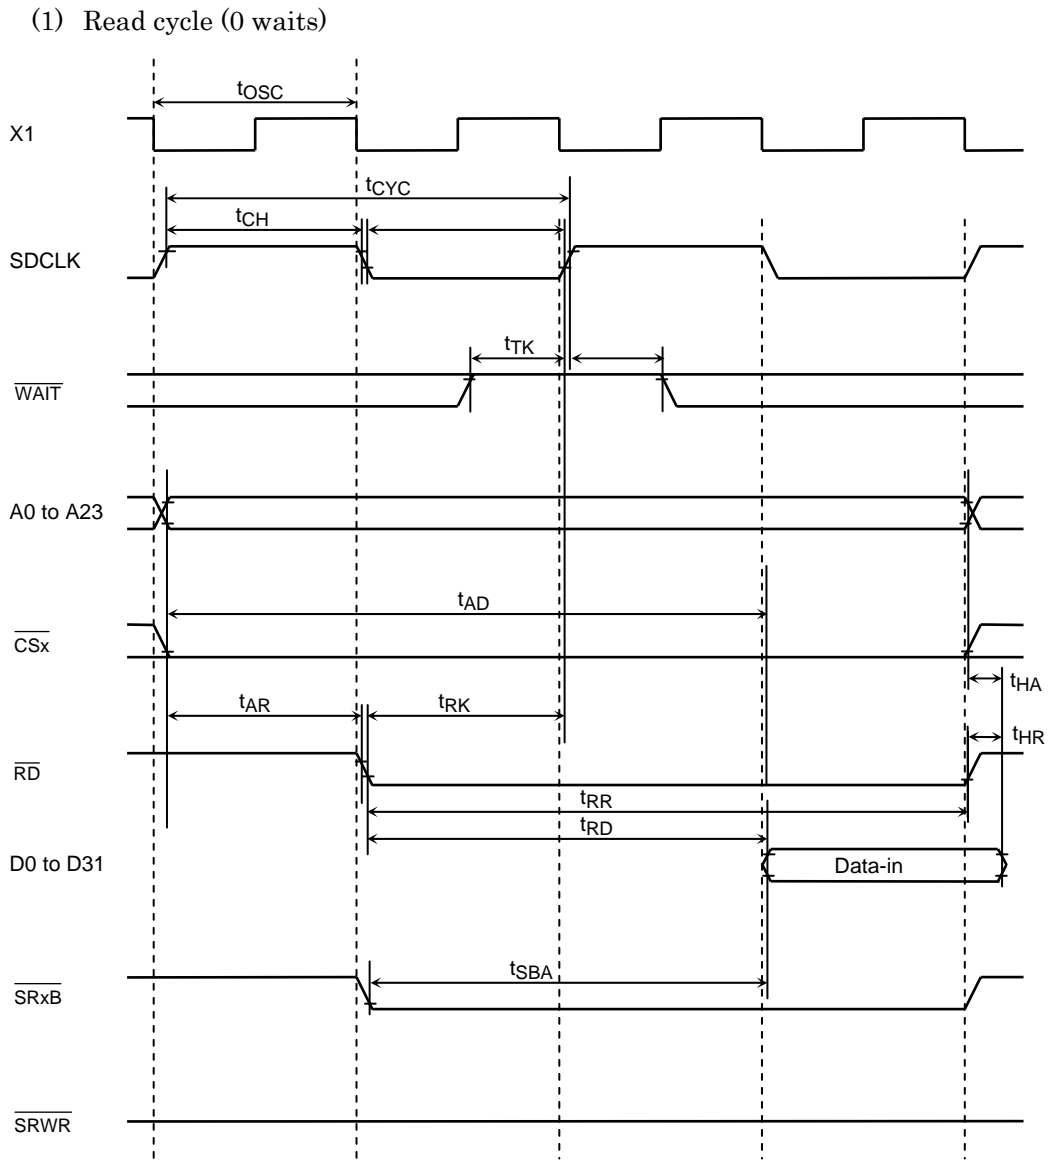 (1) Read cycle (0 waits)
tOSC
X1
tCYC
tCH
SDCLK
tTK
WAIT
A0 to A23
tAD
CSx
tHA
tAR
tRK
tHR
RD
tRR
tRD
D0 to D31
Data-in
tSBA
SRxB
SRWR